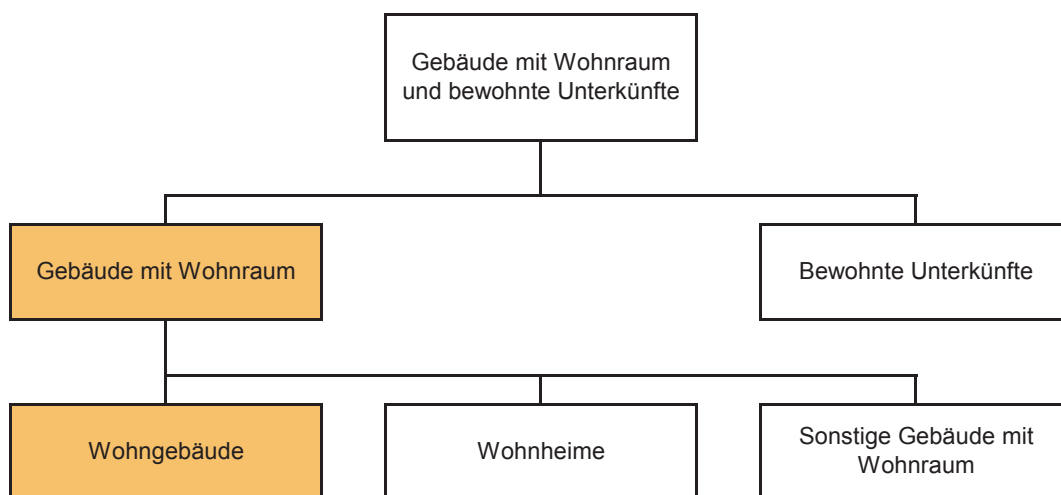 Gebäude mit Wohnraum
und bewohnte Unterkünfte
Gebäude mit Wohnraum
Bewohnte Unterkünfte
Wohngebäude
Wohnheime
Sonstige Gebäude mit
Wohnraum